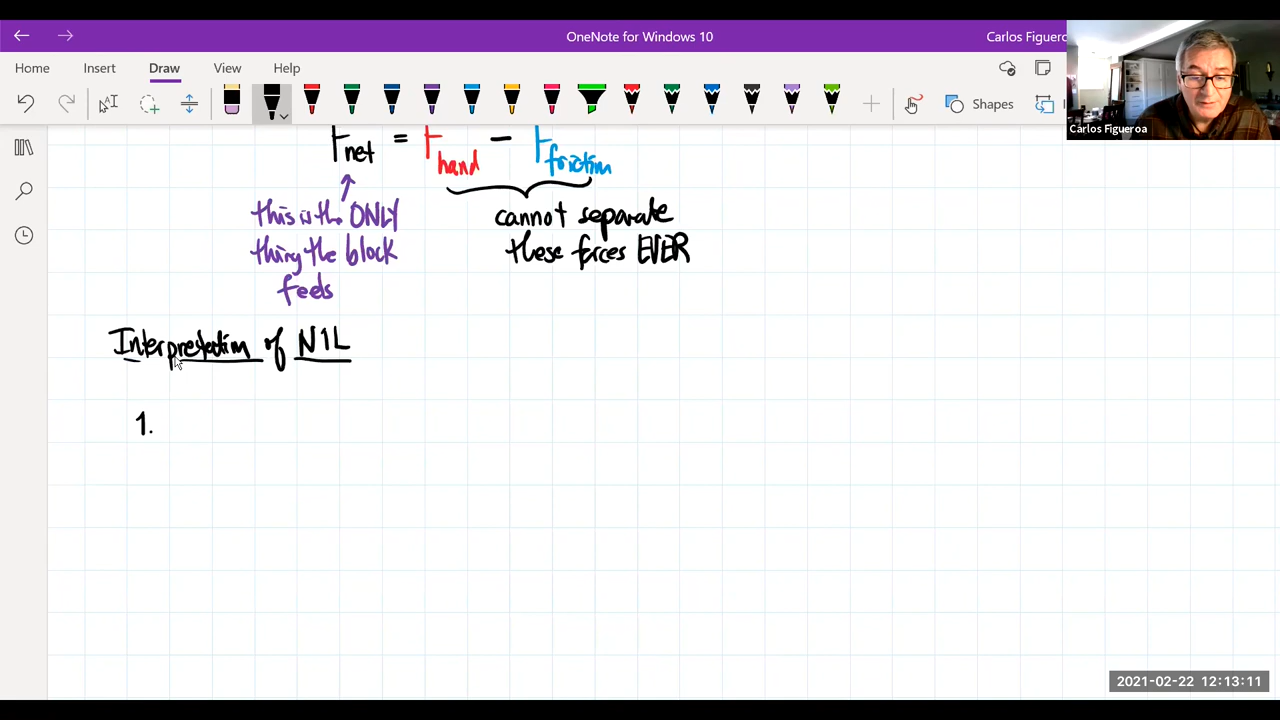 OneNote for Windows 10
Carlos Figuero
Home Insert Draw View Help
Shapes
Carlos Figueroa
Fnet = Fhand - Ffriction
this is the ONLY
thing the block
feels
cannot separate
these forces EVER
Interpretation of N1L
1.
2021-02-22 12:13:11